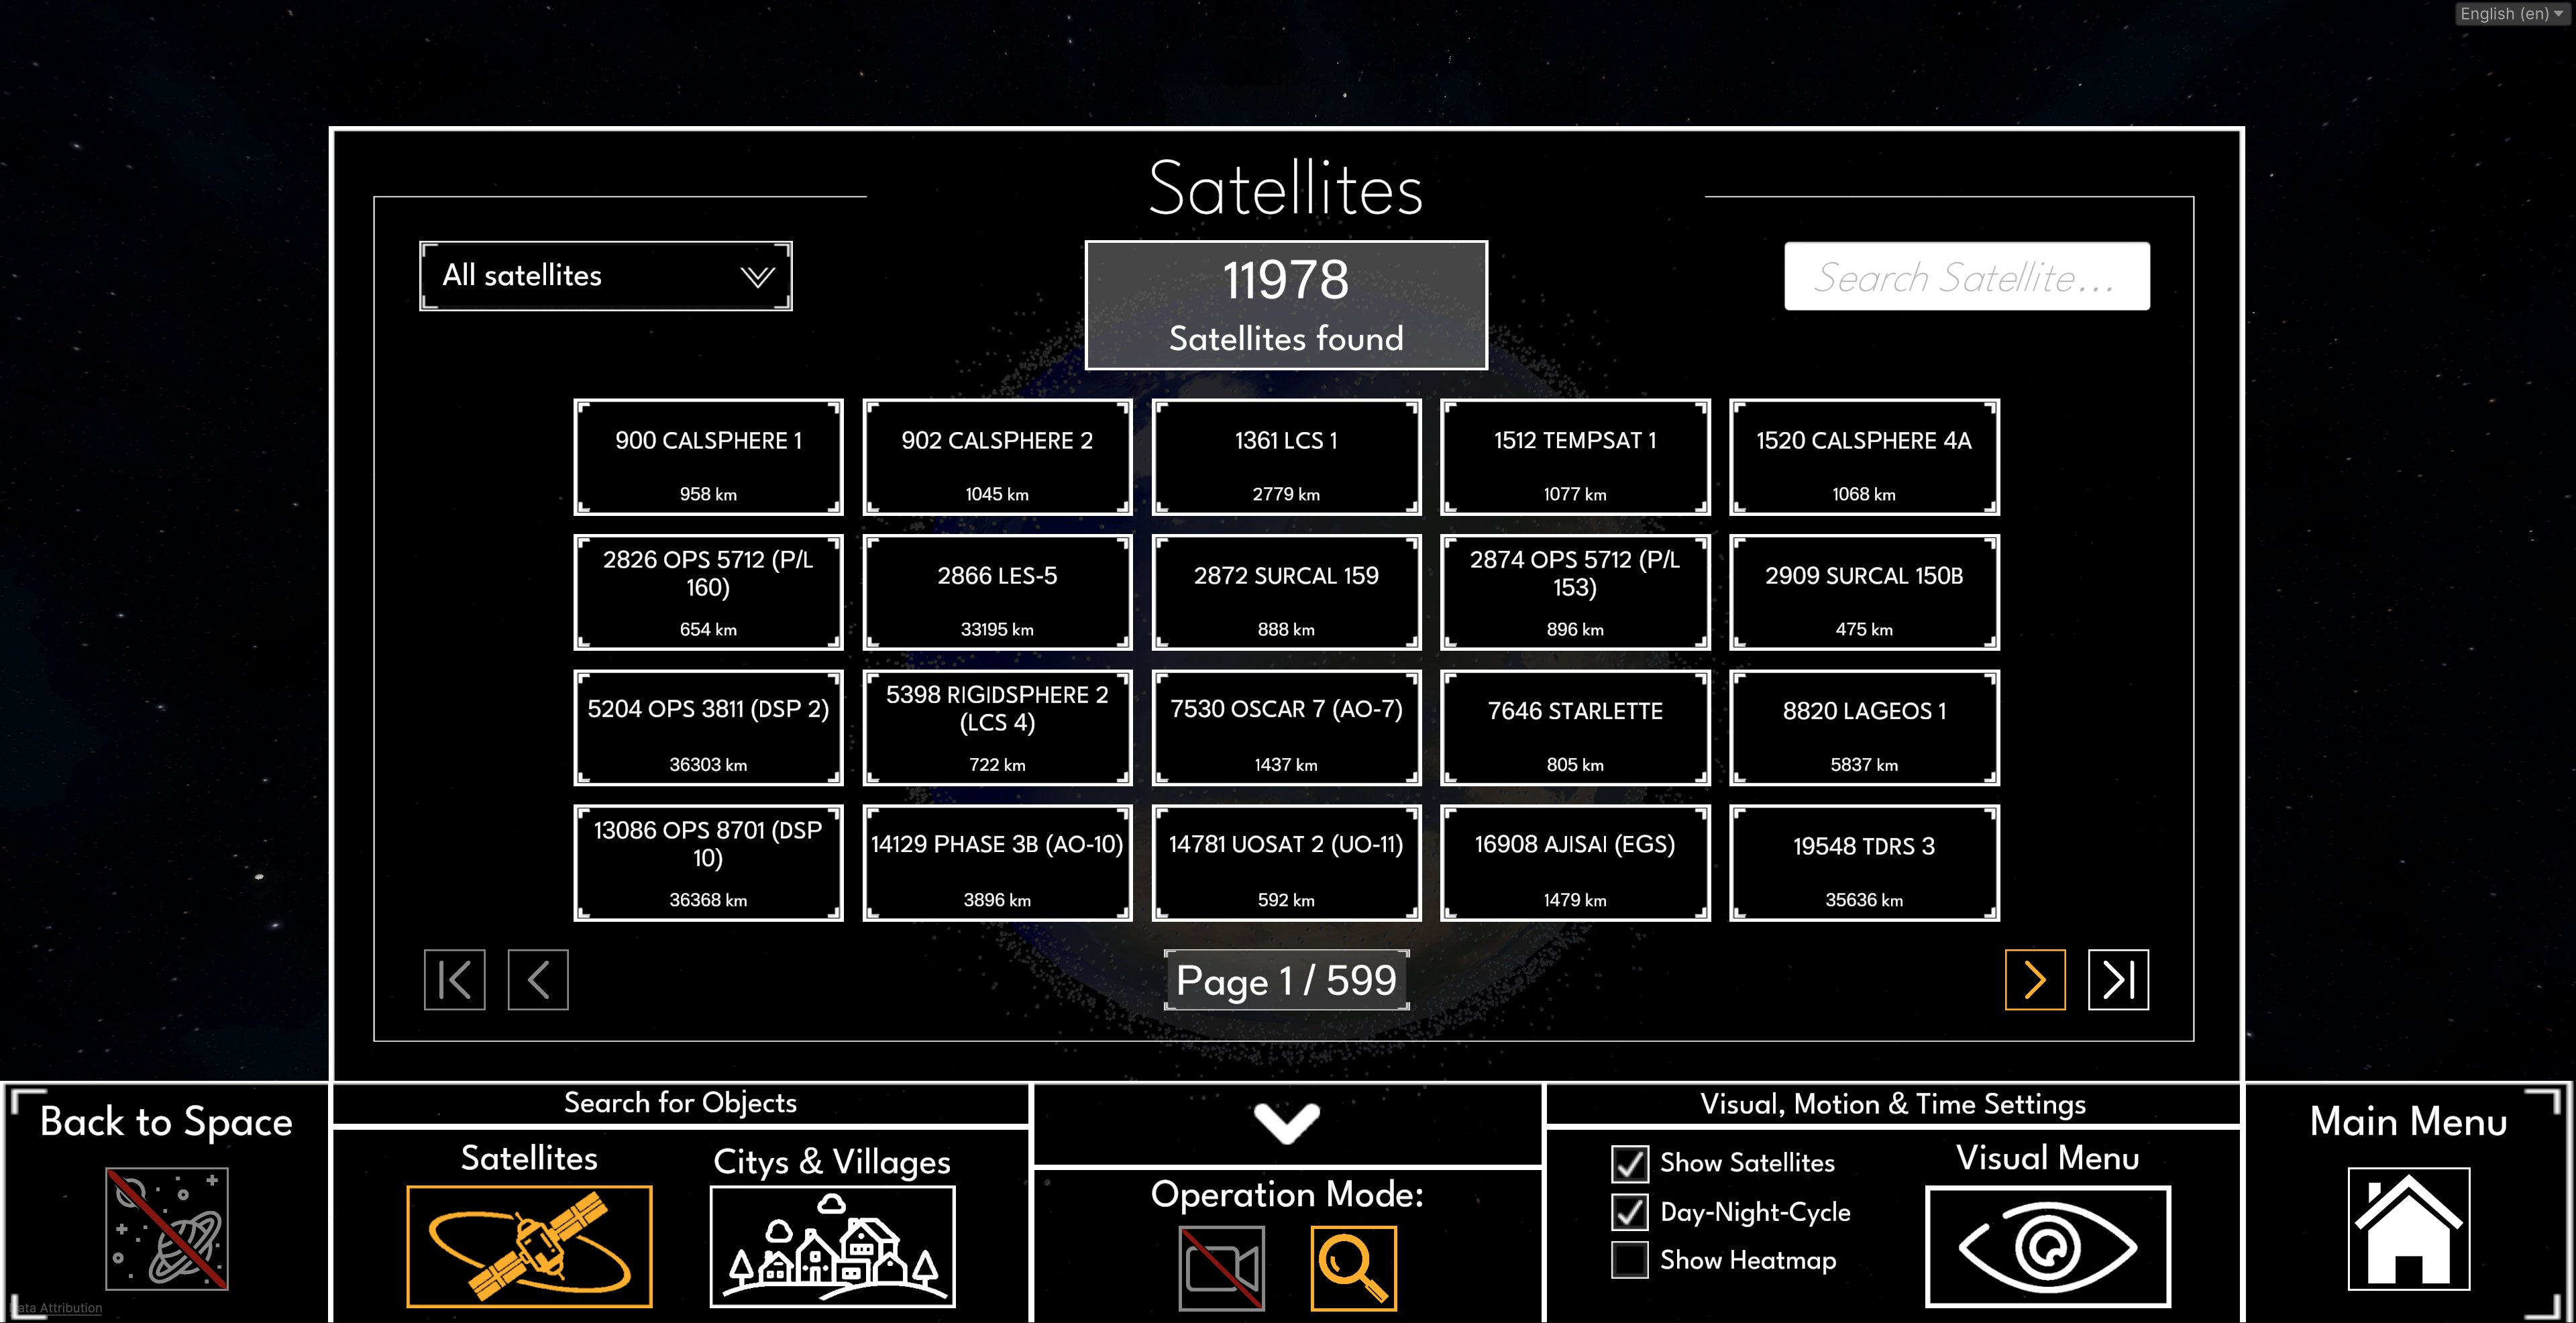 English (en)
Satellites
All satellites
11978
Satellites found
Search Satellite...
900 CALSPHERE 1
958 km
902 CALSPHERE 2
1045 km
1361 LCS 1
2779 km
1512 TEMPSAT 1
1077 km
1520 CALSPHERE 4A
1068 km
2826 OPS 5712 (P/L
160)
654 km
2866 LES-5
33195 km
2872 SURCAL 159
888 km
2874 OPS 5712 (P/L
153)
896 km
2909 SURCAL 150B
475 km
5204 OPS 3811 (DSP 2)
36303 km
5398 RIGIDSPHERE 2
(LCS 4)
722 km
7530 OSCAR 7 (AO-7)
1437 km
7646 STARLETTE
805 km
8820 LAGEOS 1
5837 km
13086 OPS 8701 (DSP
10)
36368 km
14129 PHASE 3B (AO-10)
3896 km
14781 UOSAT 2 (UO-11)
592 km
16908 AJISAI (EGS)
1479 km
19548 TDRS 3
35636 km
Page 1 / 599
Back to Space
Data Attribution
Search for Objects
Satellites
Citys & Villages
Operation Mode:
Visual, Motion & Time Settings
Show Satellites
Day-Night-Cycle
Show Heatmap
Visual Menu
Main Menu